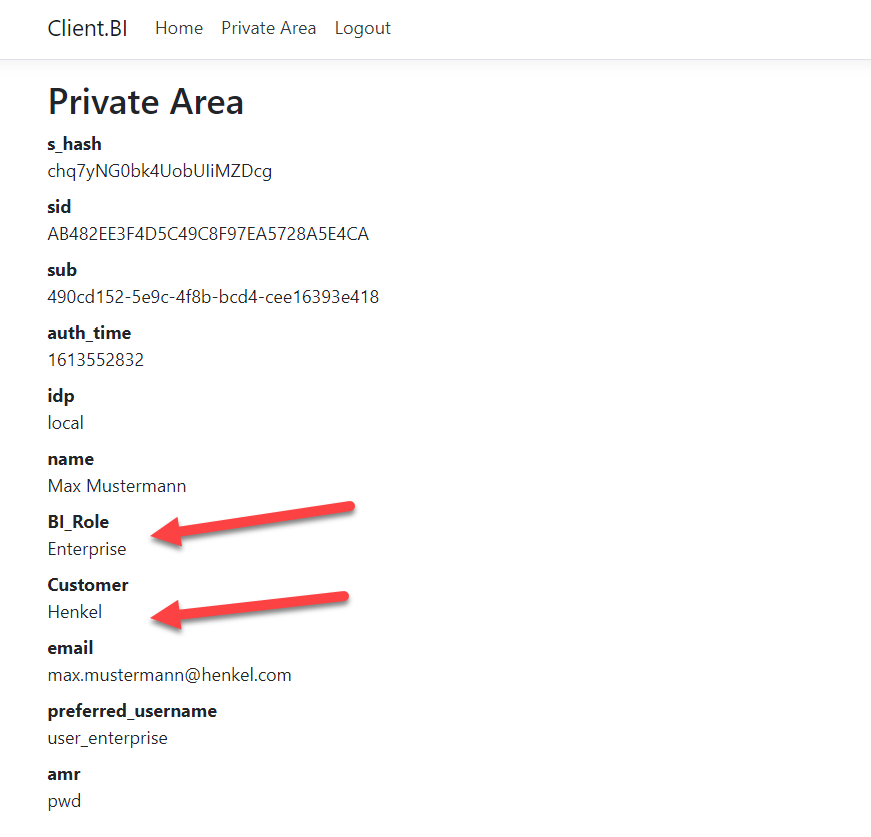 Client.BI Home Private Area Logout
Private Area
s_hash
chq7yNG0bk4UobUIiMZDcg
sid
AB482EE3F4D5C49C8F97EA5728A5E4CA
sub
490cd152-5e9c-4f8b-bcd4-cee16393e418
auth_time
1613552832
idp
local
name
Max Mustermann
BI_Role
Enterprise
Customer
Henkel
email
max.mustermann@henkel.com
preferred_username
user_enterprise
amr
pwd